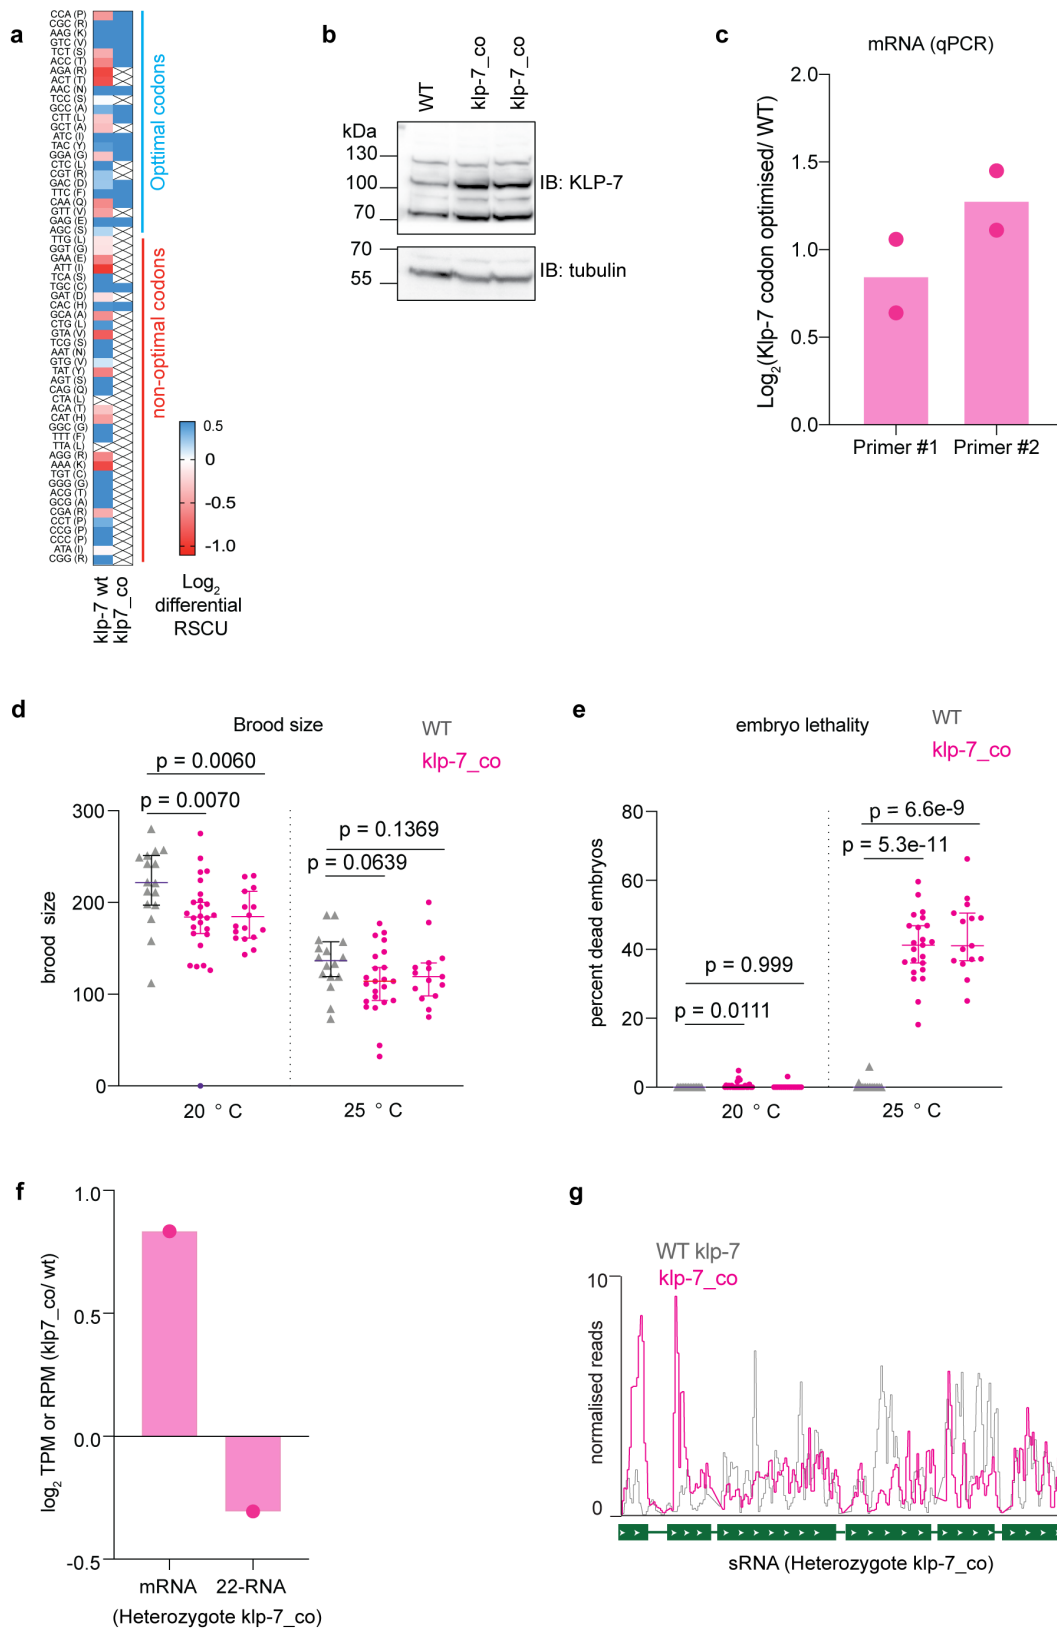 a
CCA (P)
CGC (R)
AAG (K)
GTC (V)
TCT (S)
ACC (T)
AGA (R)
ACT (T)
AAC (N)
TCC (S)
GCC (A)
CTT (L)
GCT (A)
ATC (I)
TAC (Y)
GGA (G)
CTC (L)
CGT (R)
GAC (D)
TTC (F)
CAA (Q)
GTT (V)
GAG (E)
AGC (S)
TTG (L)
GGT (G)
GAA (E)
ATT (I)
TCA (S)
TGC (C)
GAT (D)
CAC (H)
GCA (A)
CTG (L)
GTA (V)
TCG (S)
AAT (N)
GTG (V)
TAT (Y)
AGT (S)
CAG (Q)
CTA (L)
ACA (T)
CAT (H)
GGC (G)
TTT (F)
TTA (L)
AGG (R)
AAA (K)
TGT (C)
GGG (G)
ACG (T)
GCG (A)
CGA (R)
CCT (P)
CCG (P)
CCC (P)
ATA (I)
CGG (R)
Opttimal codons
non-optimal codons
klp-7 wt
klp7_co
0.5
0
-0.5
-1.0
Log2
differential
RSCU
b
WT
klp-7_co
klp-7_co
kDa
130
100
70
IB: KLP-7
70
55
IB: tubulin
c
mRNA (qPCR)
Log2(Klp-7 codon optimised/ WT)
2.0
1.5
1.0
0.5
0.0
Primer #1
Primer #2
d
Brood size
WT
klp-7_co
p = 0.0060
p = 0.0070
p = 0.1369
p = 0.0639
brood size
300
200
100
0
20 ° C
25 ° C
e
embryo lethality
WT
klp-7_co
p = 6.6e-9
p = 5.3e-11
p = 0.999
p = 0.0111
percent dead embryos
80
60
40
20
0
20 ° C
25 ° C
f
log2 TPM or RPM (klp7_co/ wt)
1.0
0.5
0.0
-0.5
mRNA
22-RNA
(Heterozygote klp-7_co)
g
WT klp-7
klp-7_co
normalised reads
10
0
sRNA (Heterozygote klp-7_co)